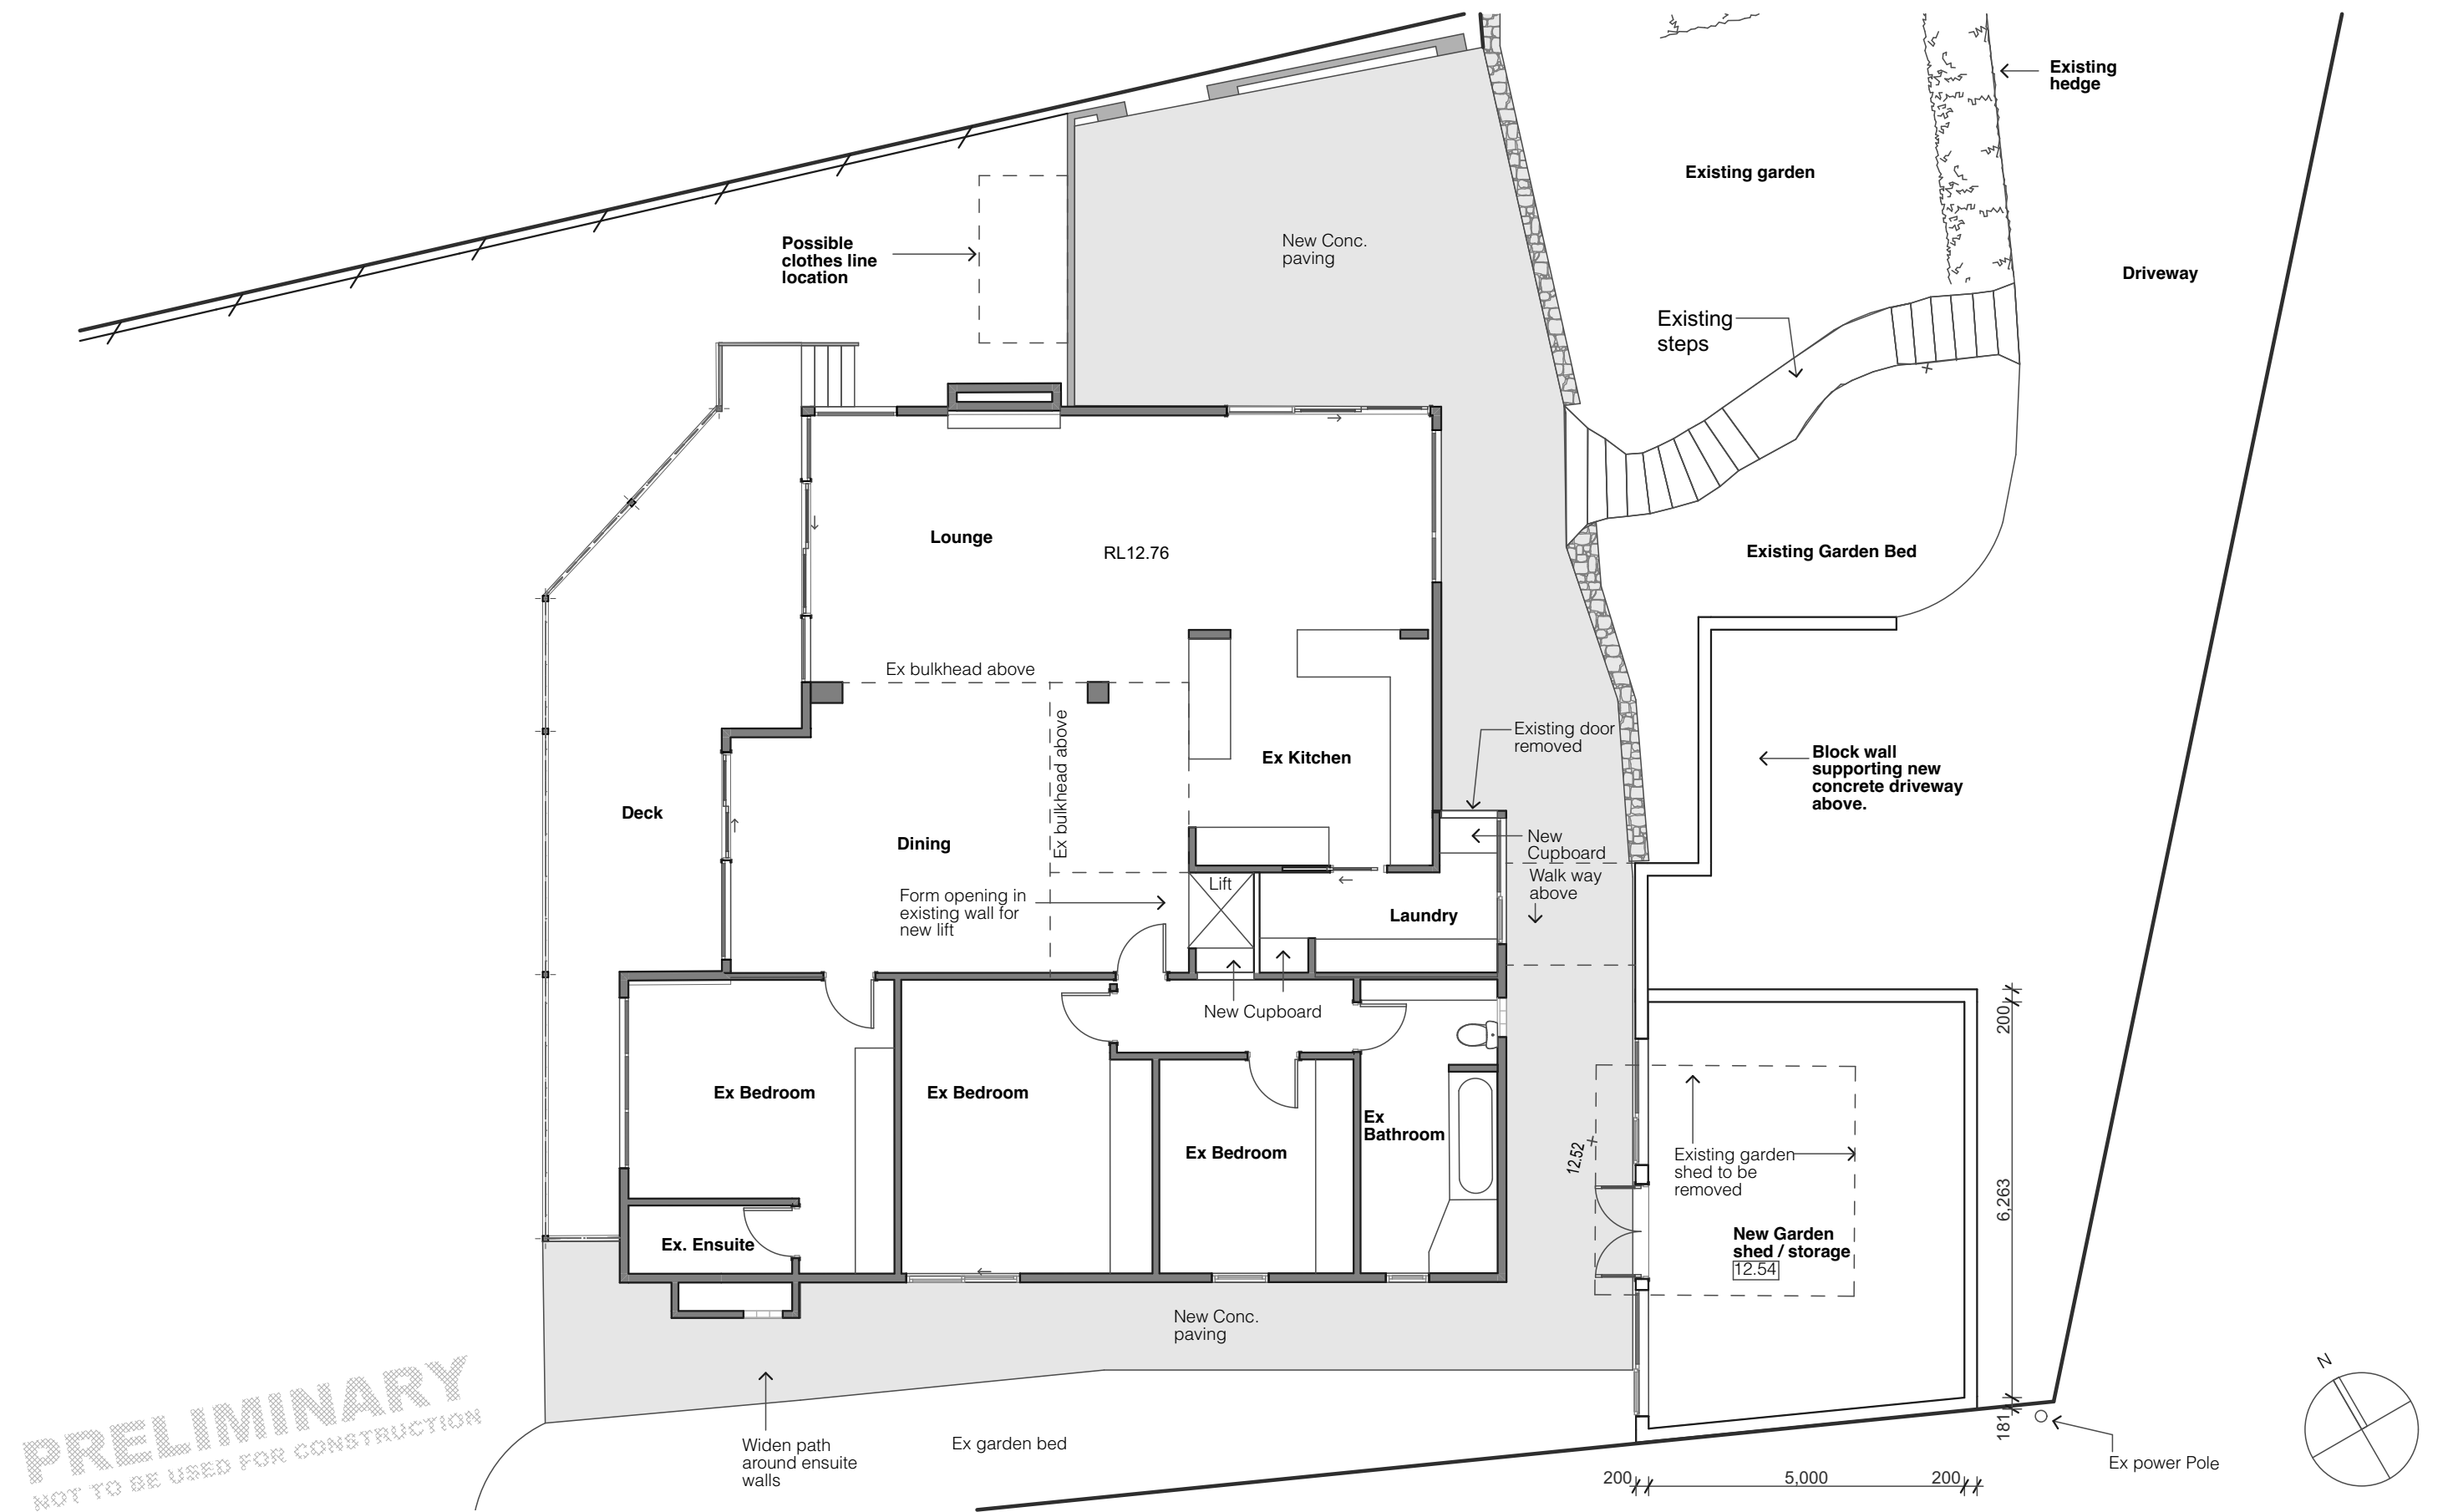 Existing
hedge
Existing garden
Possible
clothes line
location
New Conc.
paving
Driveway
Existing
steps
Lounge
RL12.76
Existing Garden Bed
Ex bulkhead above
Ex bulkhead above
Existing door
removed
Ex Kitchen
Block wall
supporting new
concrete driveway
above.
Deck
Dining
New
Cupboard
Walk way
above
Lift
Form opening in
existing wall for
new lift
Laundry
New Cupboard
200
Ex Bedroom
Ex Bedroom
Ex Bedroom
Ex
Bathroom
12.52
Existing garden
shed to be
removed
6,263
Ex. Ensuite
New Garden
shed / storage
12.54
New Conc.
paving
N
PRELIMINARY
NOT TO BE USED FOR CONSTRUCTION
Widen path
around ensuite
walls
Ex garden bed
181
Ex power Pole
200
5,000
200